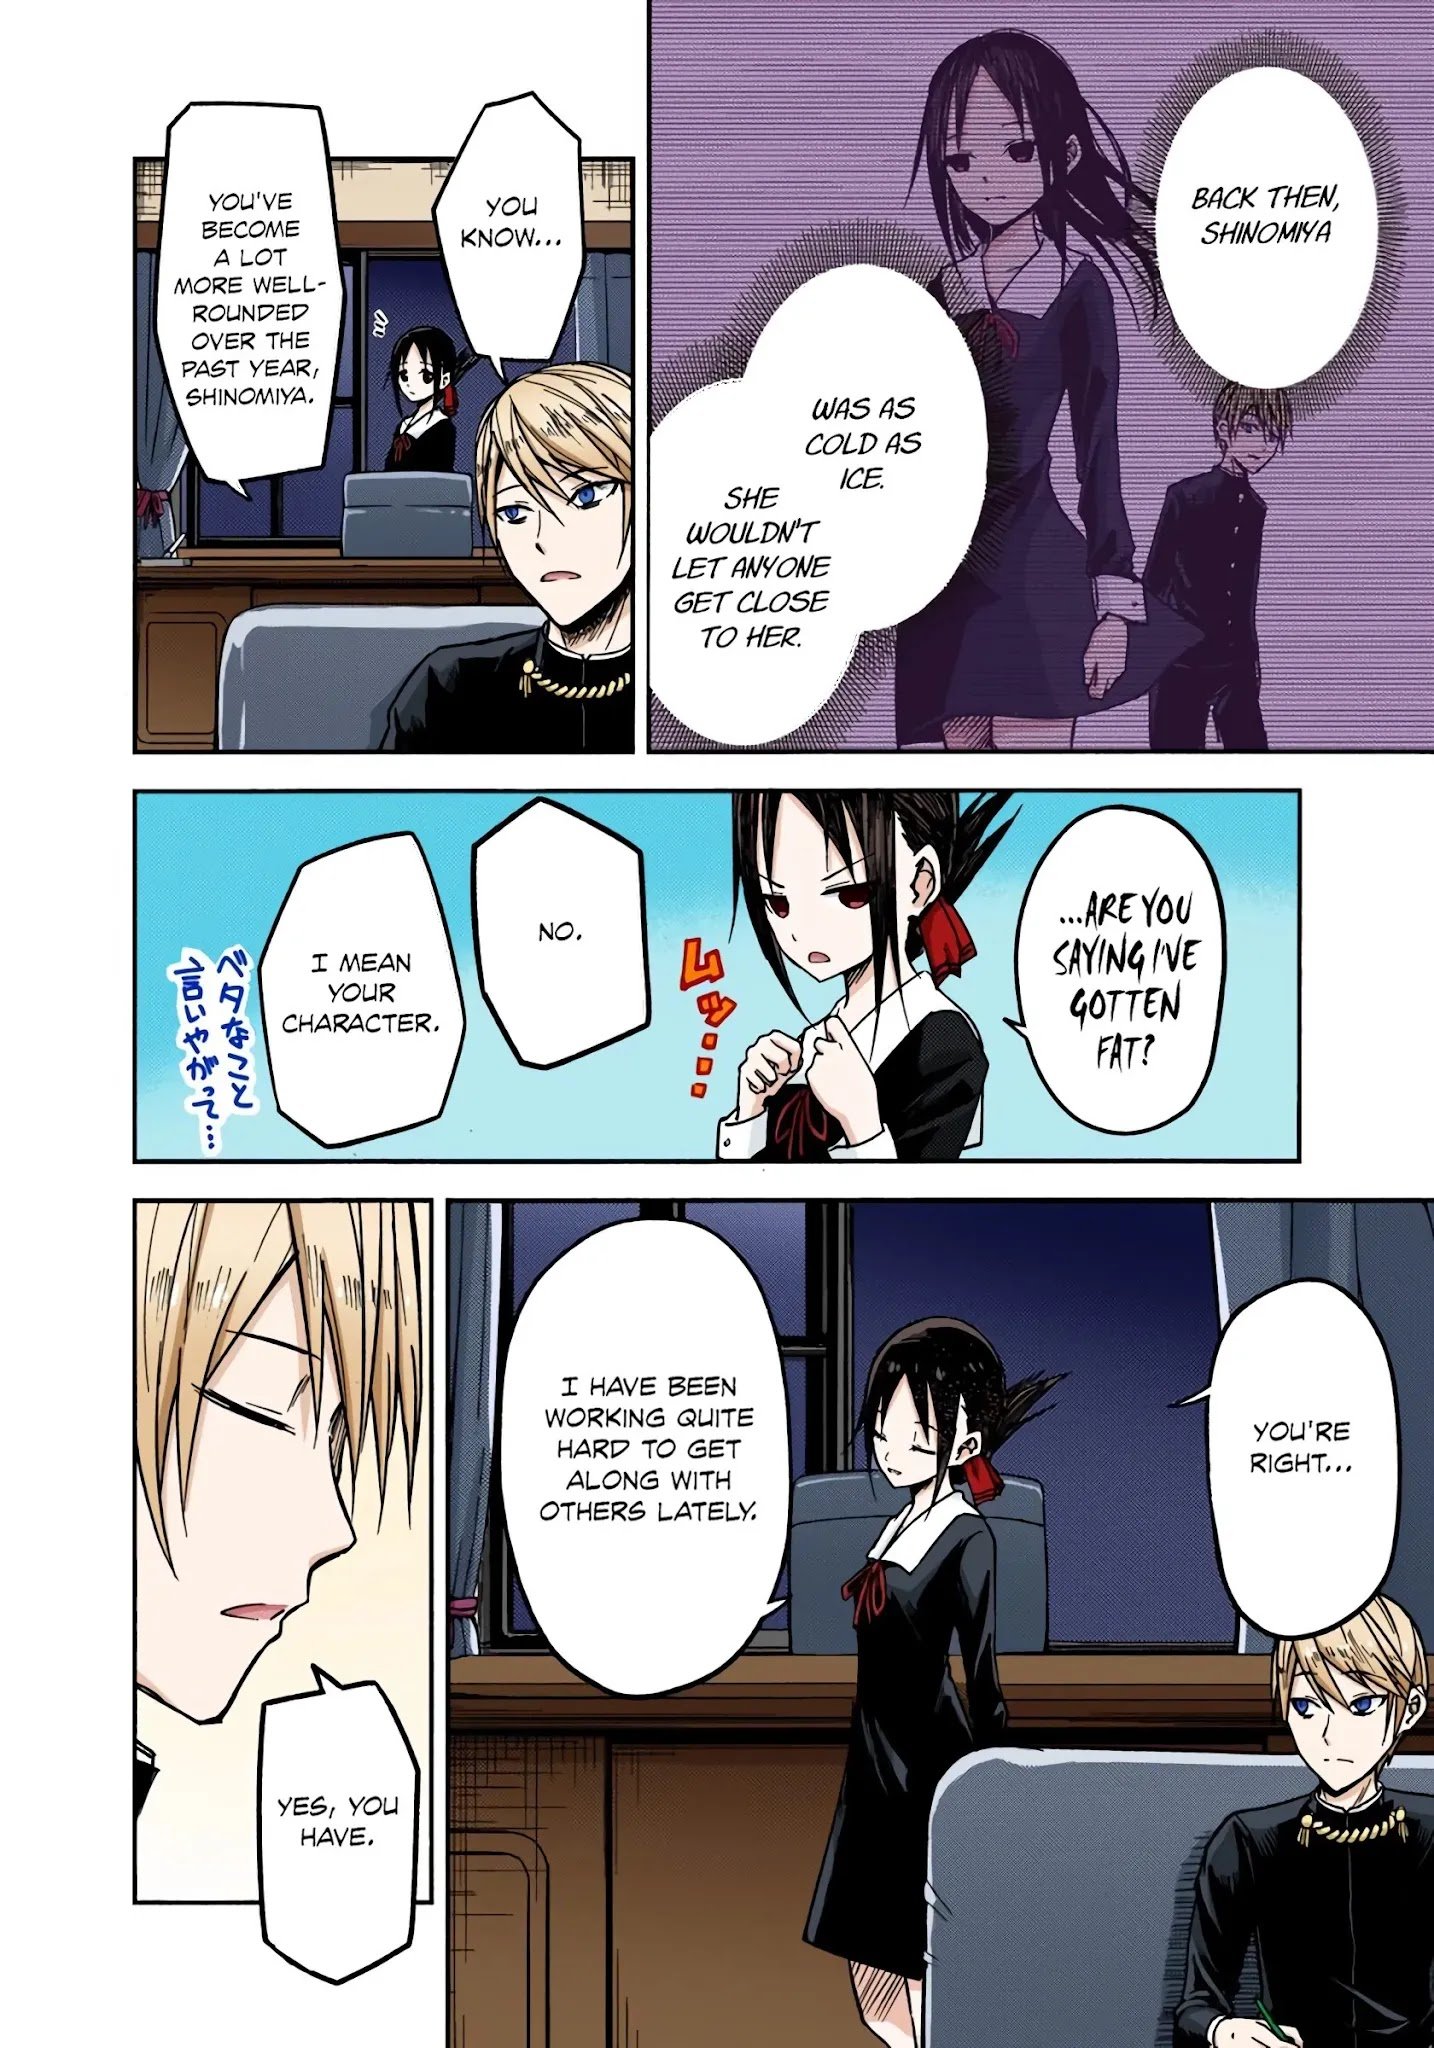 BACK THEN,
SHINOMIYA
WAS AS
COLD AS
ICE.
SHE
WOULDN'T
LET ANYONE
GET CLOSE
TO HER.
YOU
KNOW...
YOU'VE
BECOME
A LOT
MORE WELL-
ROUNDED
OVER THE
PAST YEAR,
SHINOMIYA.
...ARE YOU
SAYING I'VE
GOTTEN
FAT?
ムッ...
NO.
I MEAN
YOUR
CHARACTER.
ベタなこと
言いやがって...
YOU'RE
RIGHT...
I HAVE BEEN
WORKING QUITE
HARD TO GET
ALONG WITH
OTHERS LATELY.
YES, YOU
HAVE.